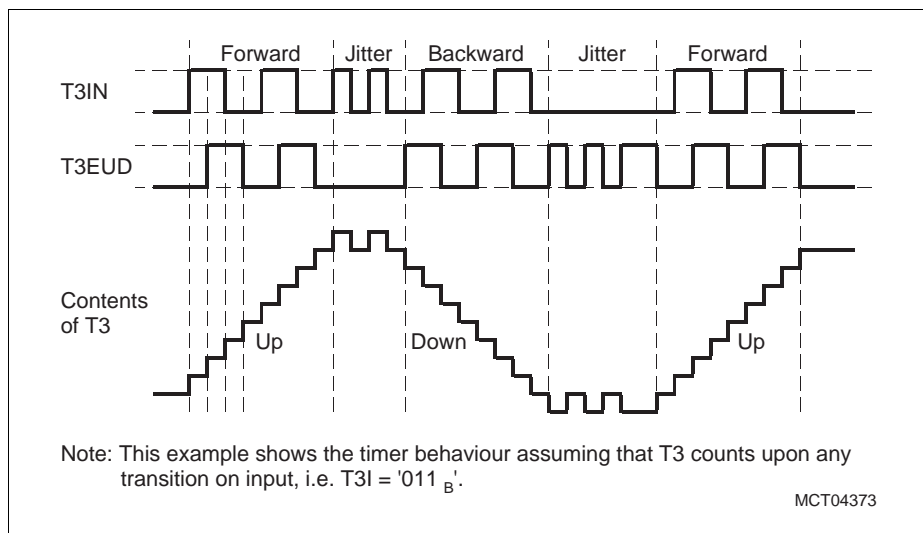 Forward Jitter Backward Jitter Forward
T3IN
T3EUD
Contents
of T3
Up Down Up
Note: This example shows the timer behaviour assuming that T3 counts upon any
transition on input, i.e. T3I = '011 B'.
MCT04373